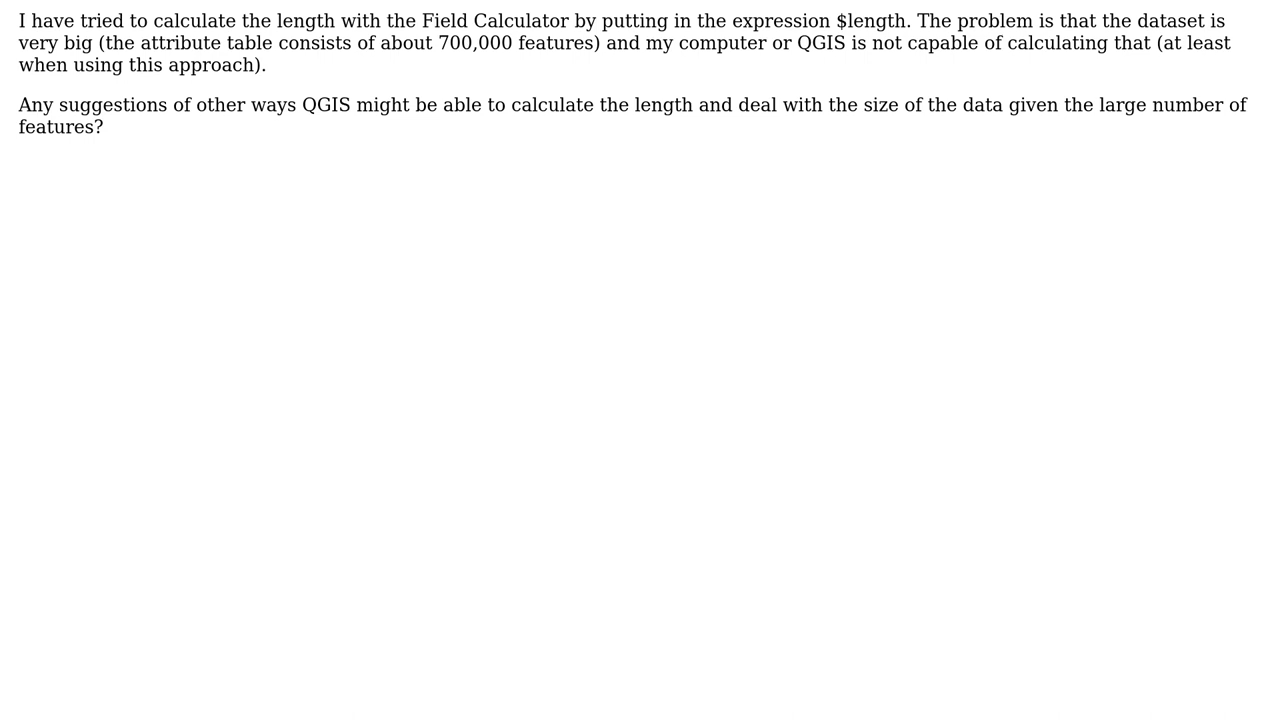 I have tried to calculate the length with the Field Calculator by putting in the expression $length. The problem is that the dataset is
very big (the attribute table consists of about 700,000 features) and my computer or QGIS is not capable of calculating that (at least
when using this approach).
Any suggestions of other ways QGIS might be able to calculate the length and deal with the size of the data given the large number of
features?